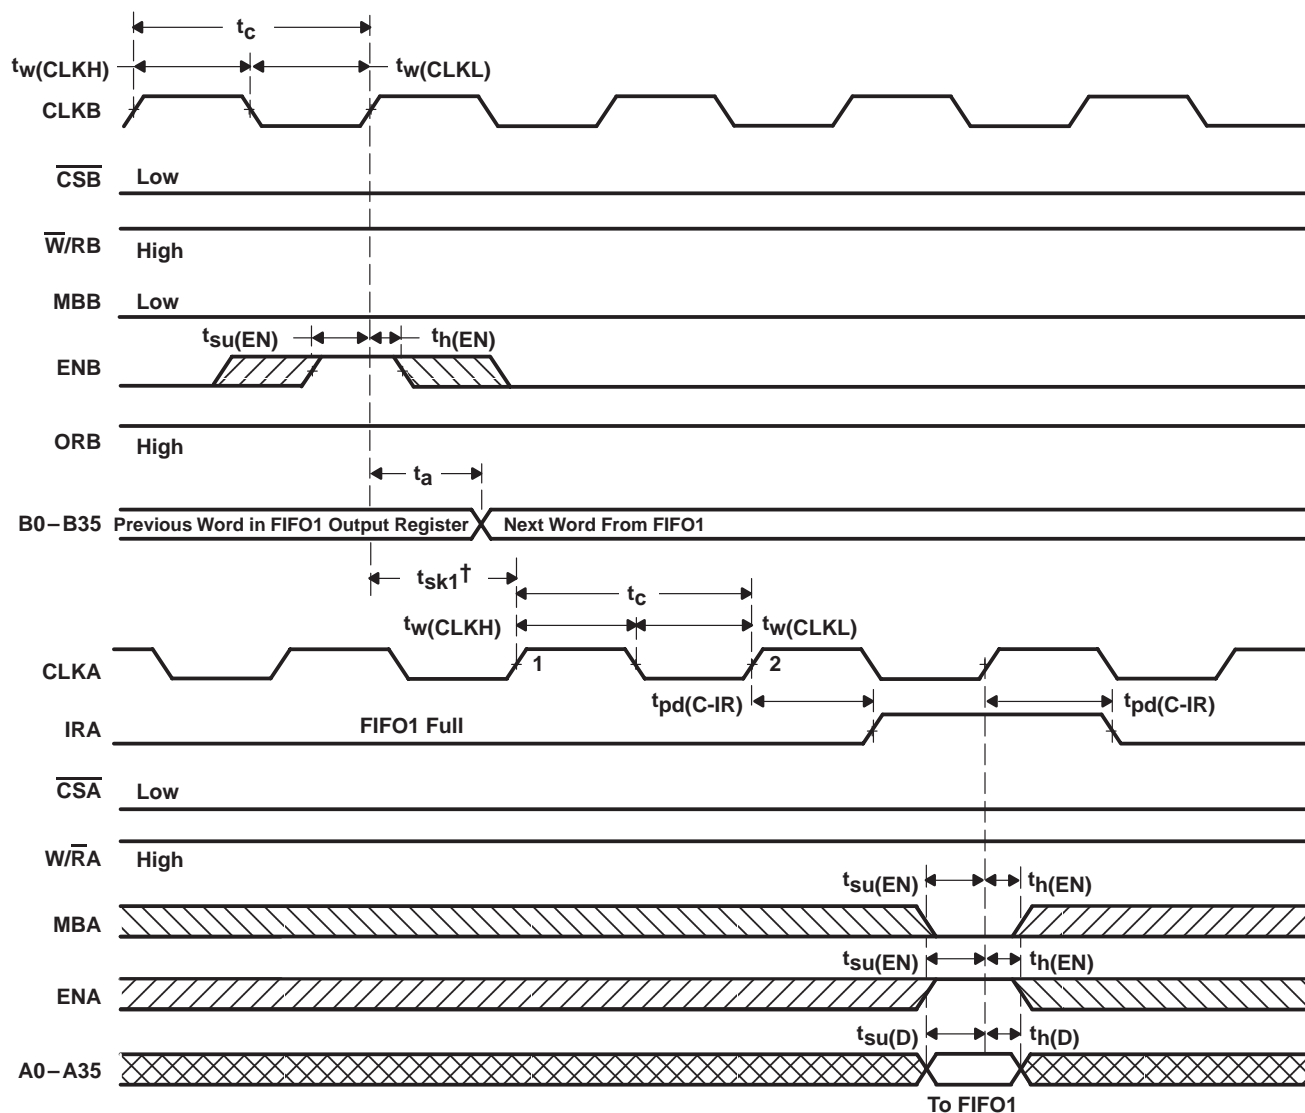 tc
tw(CLKH) tw(CLKL)
CLKB
CSB Low
W/RB High
MBB Low
tsu(EN) th(EN)
ENB
ORB High
ta
B0–B35 Previous Word in FIFO1 Output Register Next Word From FIFO1
tsk1†
tc
tw(CLKH) tw(CLKL)
CLKA 1 2
tpd(C-IR) tpd(C-IR)
IRA FIFO1 Full
CSA Low
W/RA High
tsu(EN) th(EN)
MBA
tsu(EN) th(EN)
ENA
tsu(D) th(D)
A0–A35
To FIFO1